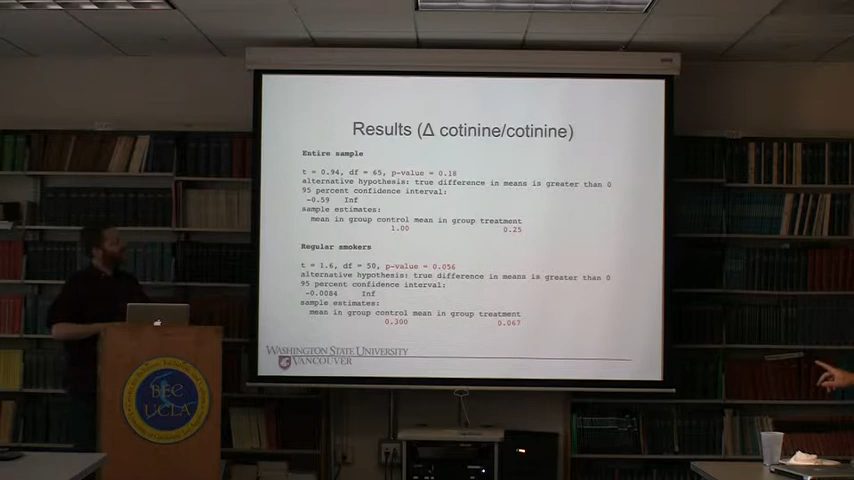 Results (Δ cotinine/cotinine)
Entire sample
t = 0.94, df = 65, p-value = 0.18
alternative hypothesis: true difference in means is greater than 0
95 percent confidence interval:
-0.59 Inf
sample estimates:
mean in group control mean in group treatment
1.00 0.25
Regular smokers
t = 1.6, df = 50, p-value = 0.056
alternative hypothesis: true difference in means is greater than 0
95 percent confidence interval:
-0.0084 Inf
sample estimates:
mean in group control mean in group treatment
0.300 0.067
WASHINGTON STATE UNIVERSITY
VANCOUVER
BEC
UCLA